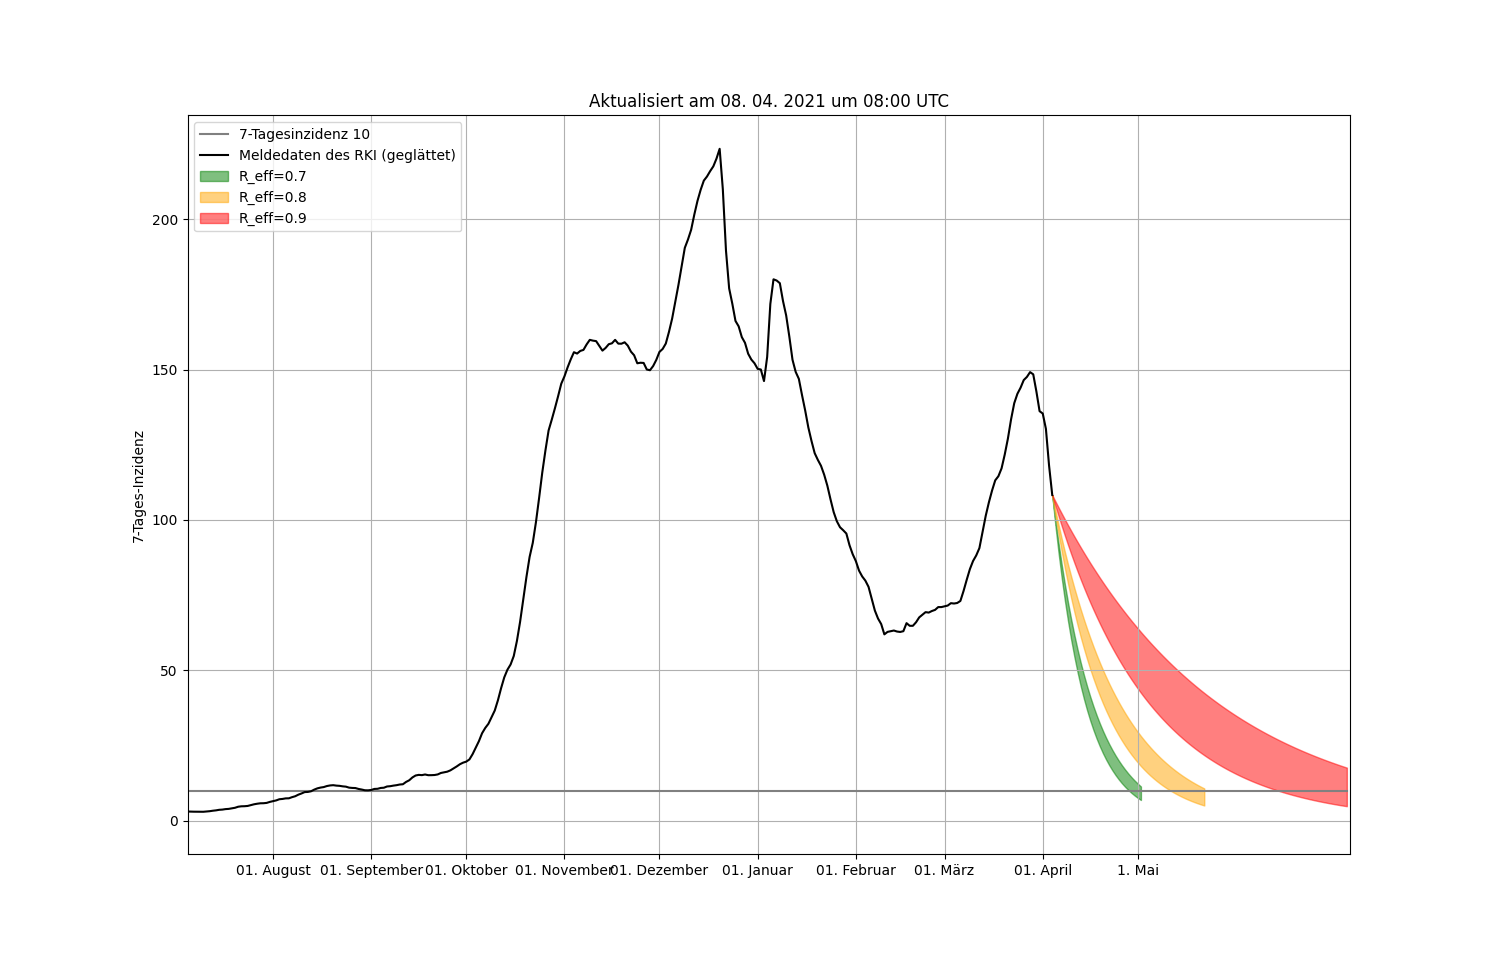 Aktualisiert am 08. 04. 2021 um 08:00 UTC
7-Tagesinzidenz 10
Meldedaten des RKI (geglättet)
R_eff=0.7
R_eff=0.8
R_eff=0.9
7-Tages-Inzidenz
200
150
100
50
0
01. August
01. September
01. Oktober
01. November
01. Dezember
01. Januar
01. Februar
01. März
01. April
1. Mai